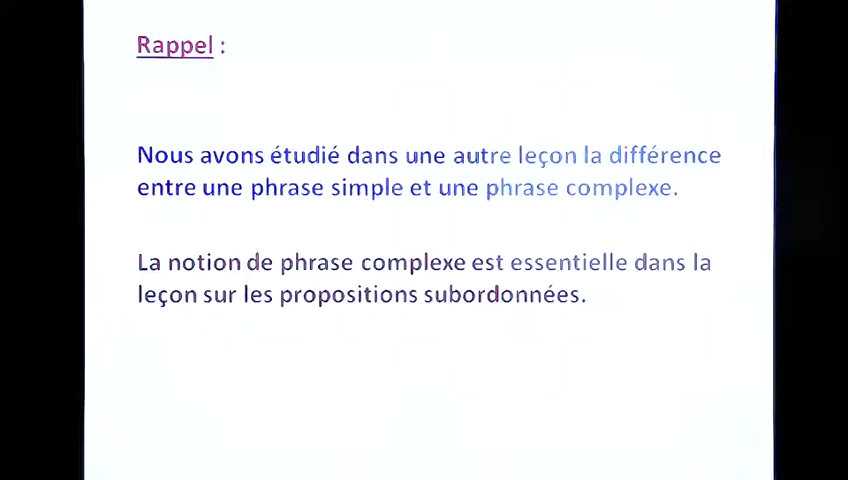 Rappel :
Nous avons étudié dans une autre leçon la différence
entre une phrase simple et une phrase complexe.
La notion de phrase complexe est essentielle dans la
leçon sur les propositions subordonnées.